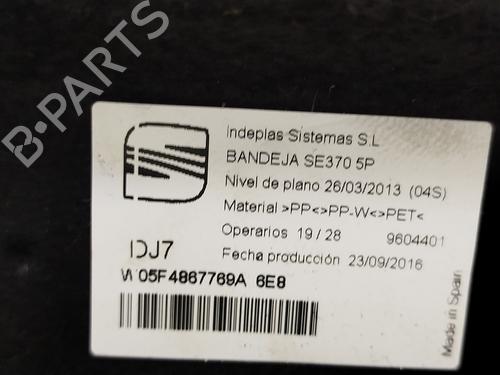 B-PARTS
Indeplas Sistemas S.L
BANDEJA SE370 5P
Nivel de plano 26/03/2013 (04S)
Material >PP<>PP-W<>PET<
Operarios 19 / 28 9604401
Fecha producción 23/09/2016
IDJ7
W05F4867769A 6E8
Made in Spain